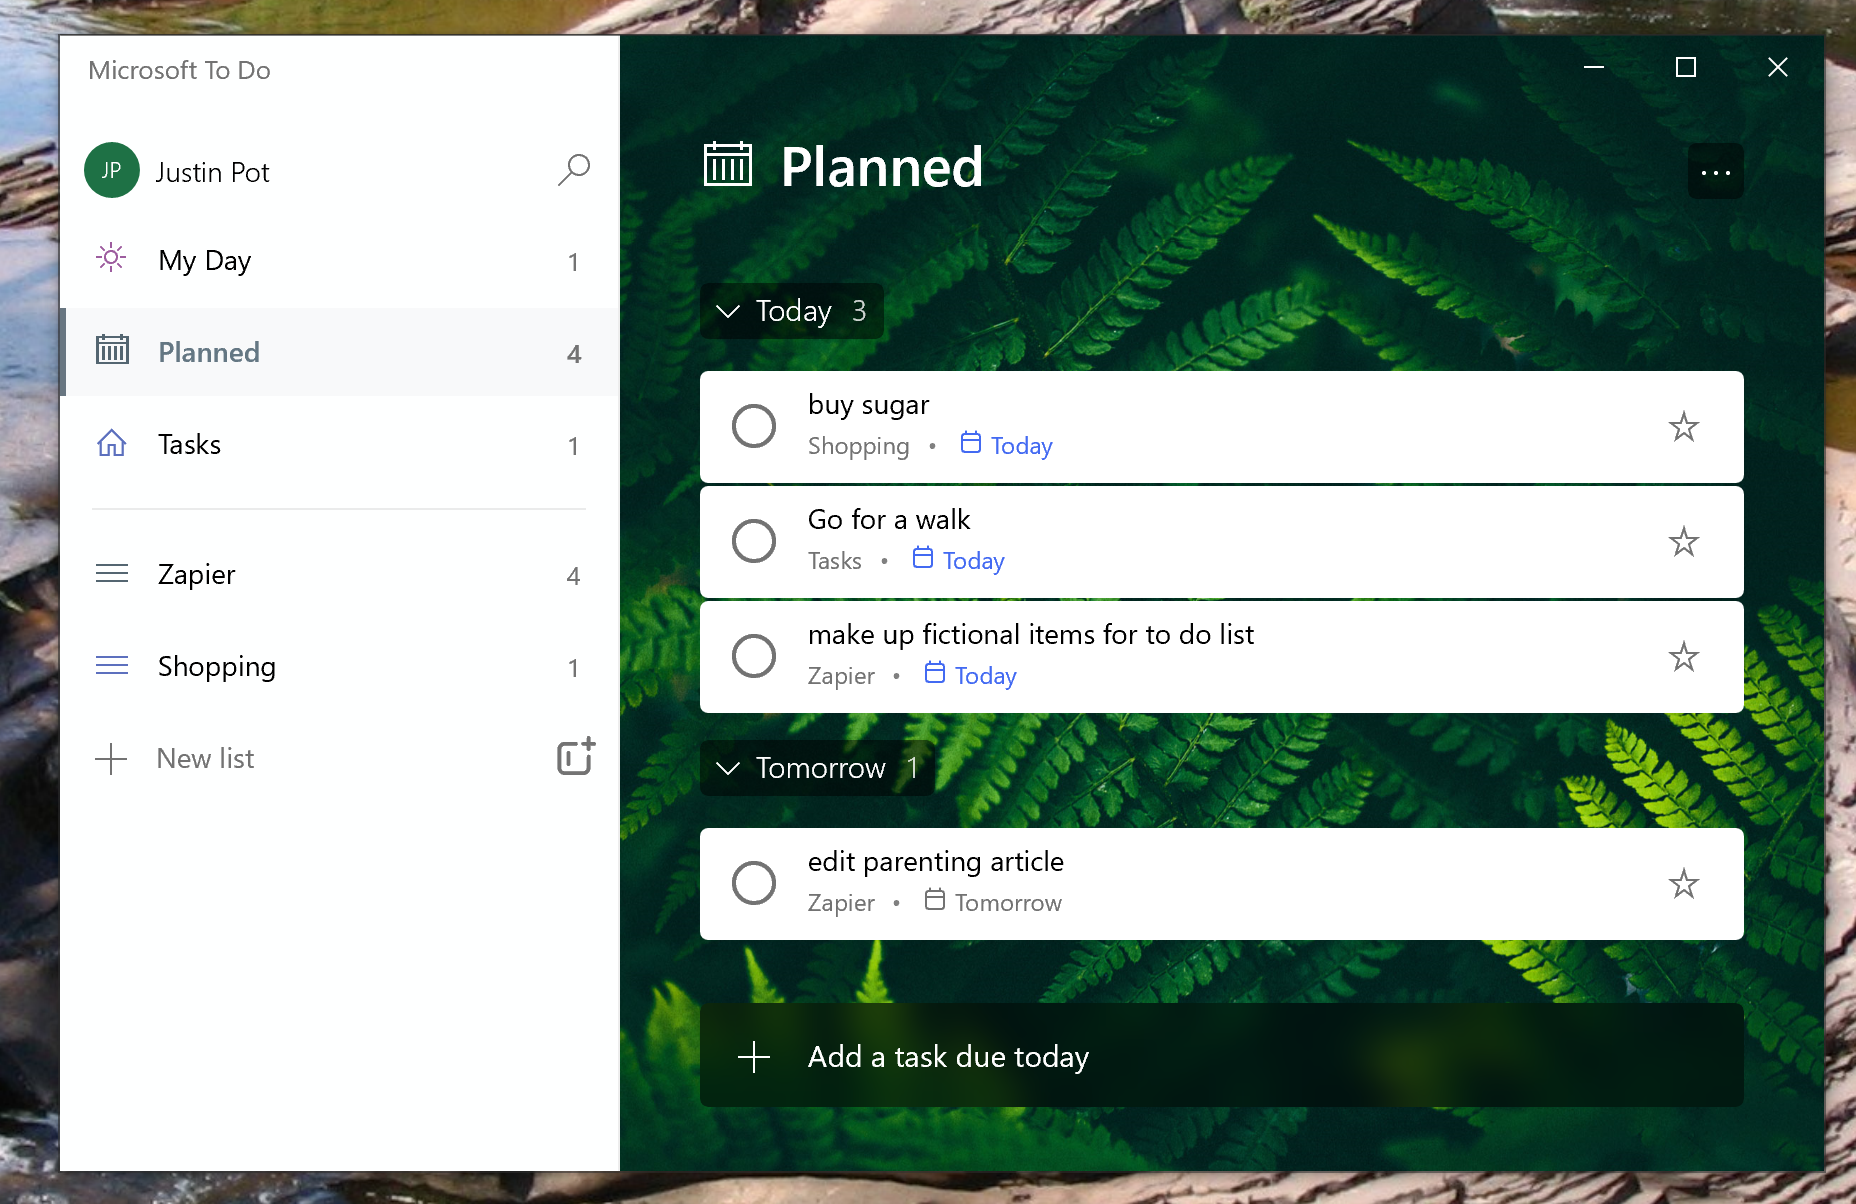 Microsoft To Do
JP
Justin Pot
My Day 1
Planned 4
Tasks 1
Zapier 4
Shopping 1
New list
Planned
Today 3
buy sugar
Shopping • Today
Go for a walk
Tasks • Today
make up fictional items for to do list
Zapier • Today
Tomorrow 1
edit parenting article
Zapier • Tomorrow
Add a task due today